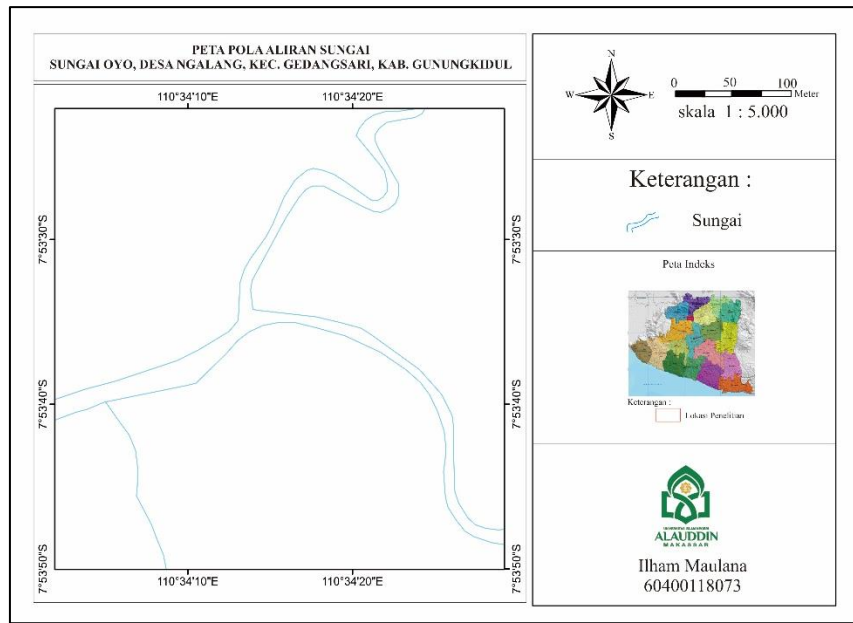 PETA POLA ALIRAN SUNGAI
SUNGAI OYO, DESA NGALANG, KEC. GEDANGSARI, KAB. GUNUNGKIDUL
110°34'10"E 110°34'20"E
7°53'30"S 7°53'30"S
7°53'40"S 7°53'40"S
7°53'50"S 7°53'50"S
110°34'10"E 110°34'20"E
N
W E
S
0 50 100
Meter
skala 1 : 5.000
Keterangan :
Sungai
Peta Indeks
Keterangan :
Lokasi Penelitian
ALAUDDIN
MAKASSAR
Ilham Maulana
60400118073